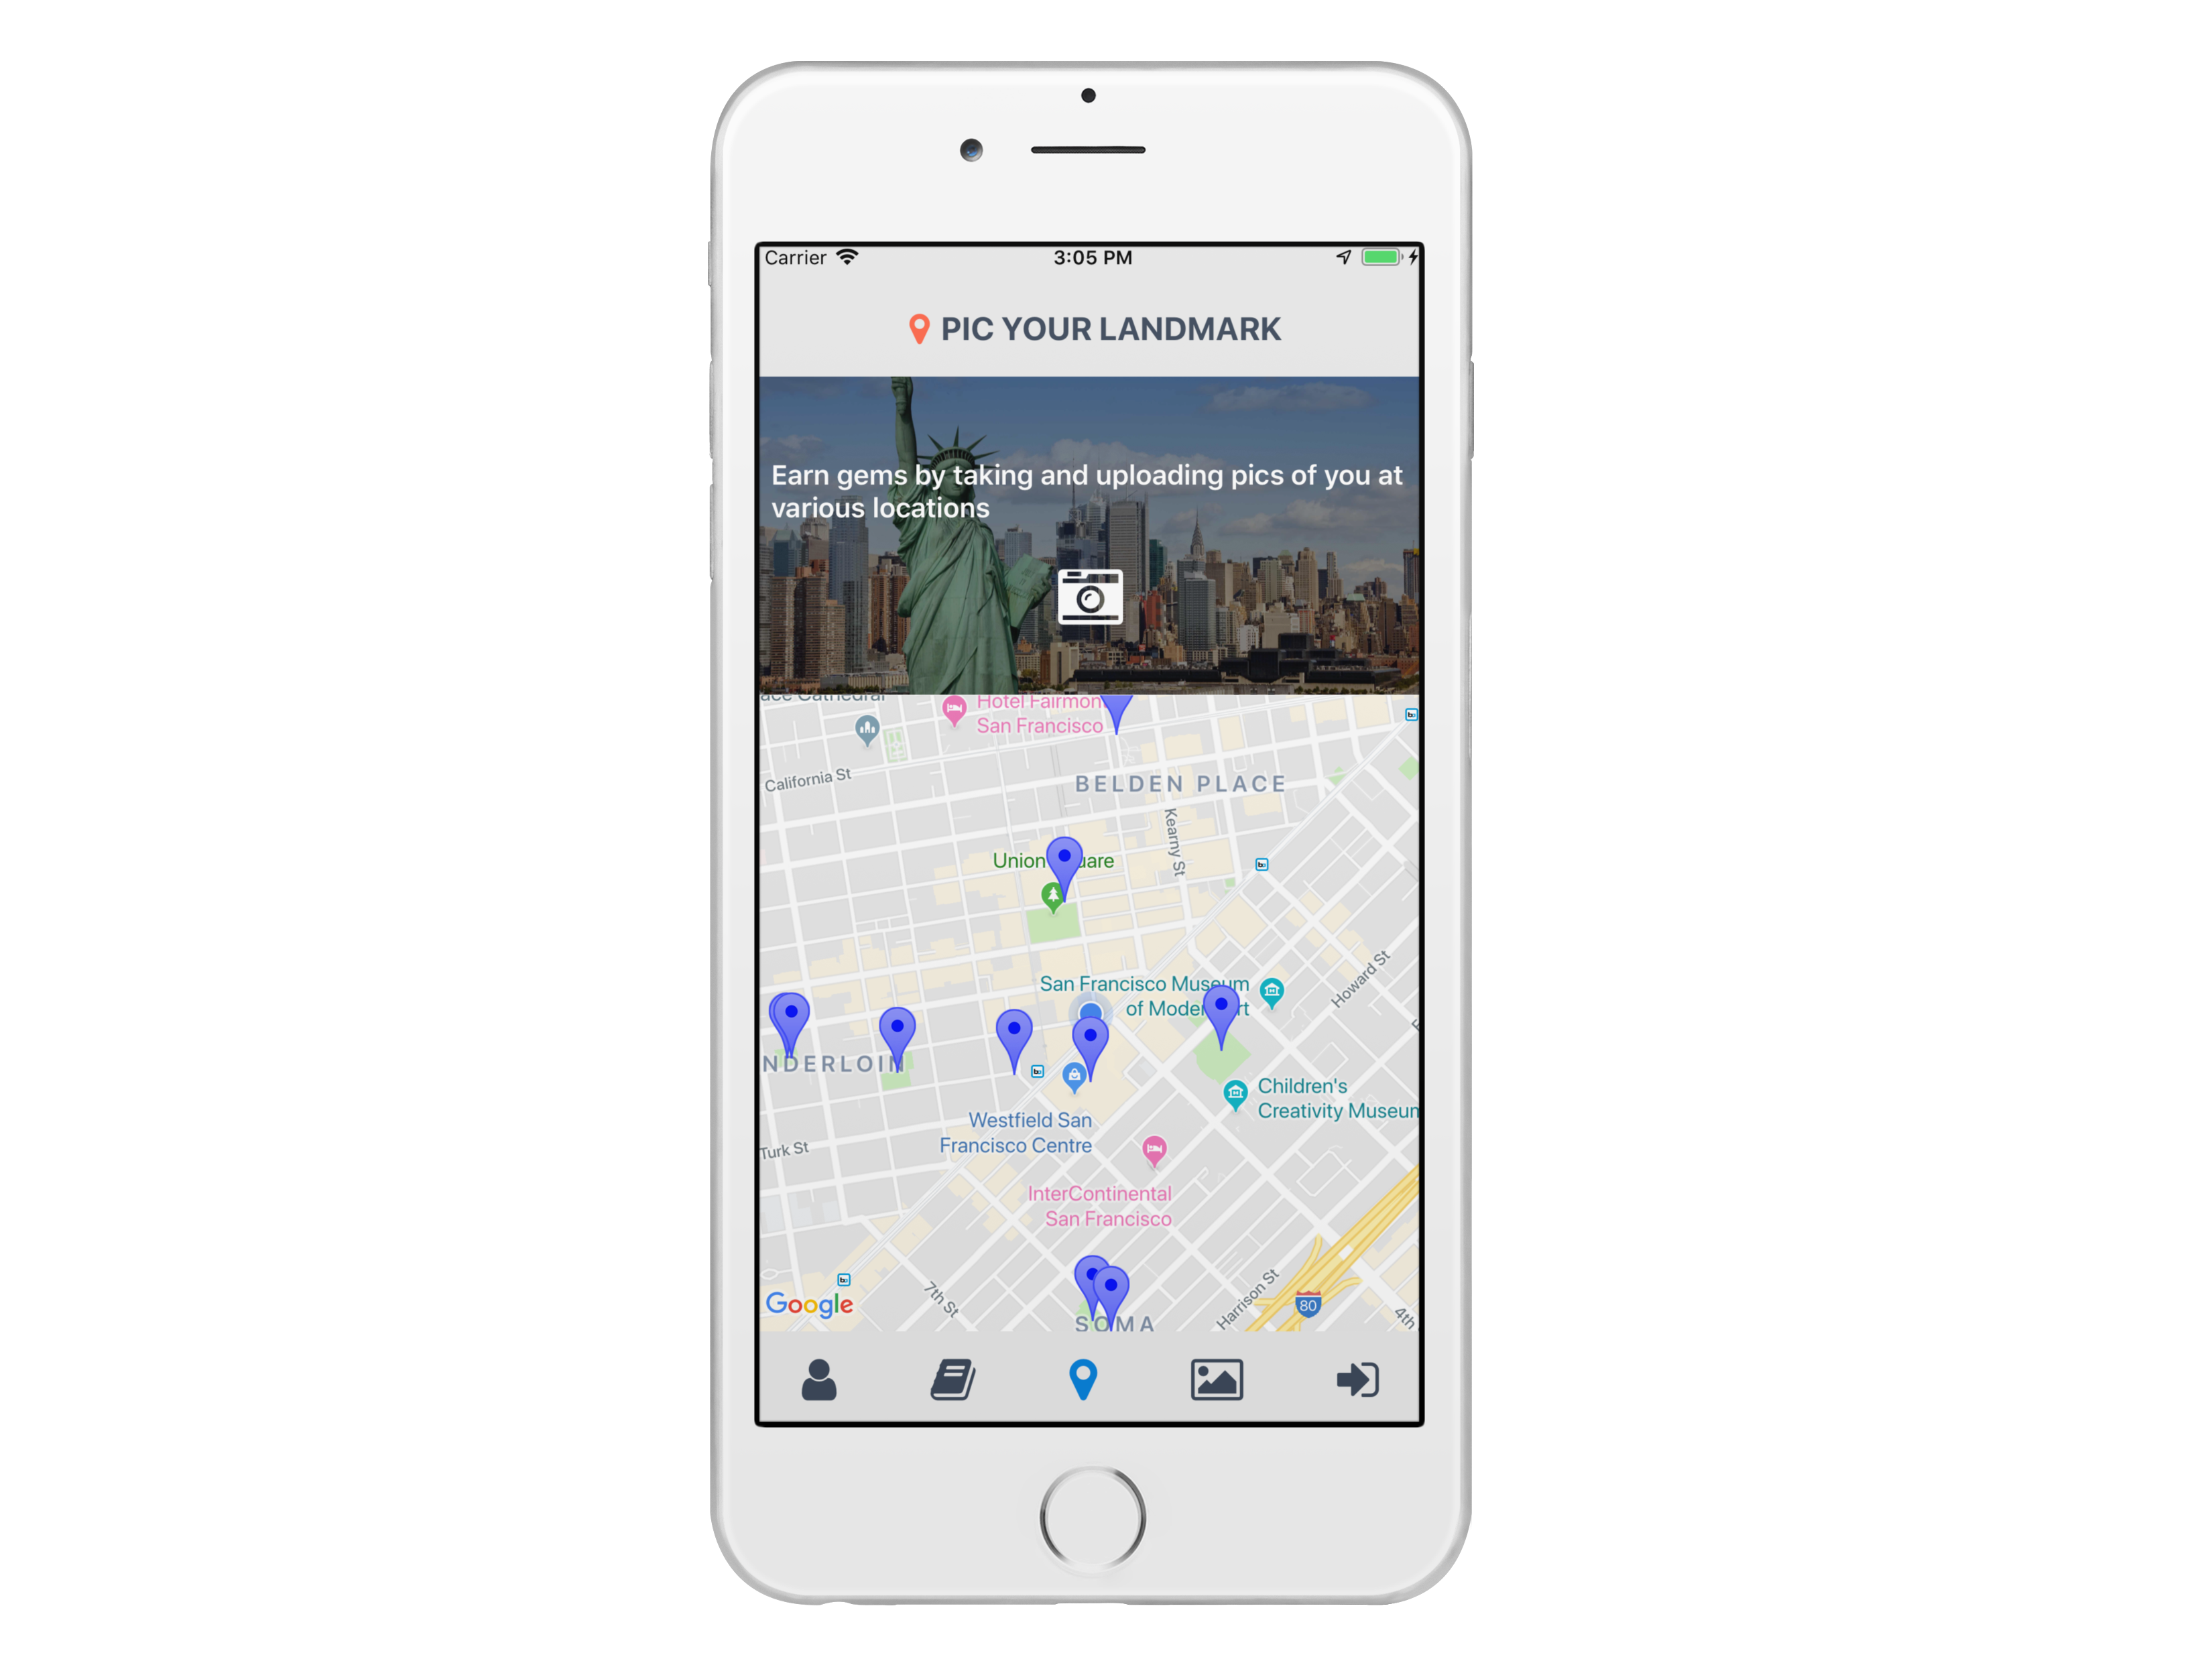 Carrier
3:05 PM
PIC YOUR LANDMARK
Earn gems by taking and uploading pics of you at
various locations
ace Cathedral
Hotel Fairmon
San Francisco
California St
BELDEN PLACE
Kearny St
Union
uare
San Francisco Museum
of Moder
rt
Howard St
NDERLOIN
Children's
Creativity Museum
Westfield San
Francisco Centre
Turk St
InterContinental
San Francisco
7th St
Harrison St
80
4th
Google
SOMA